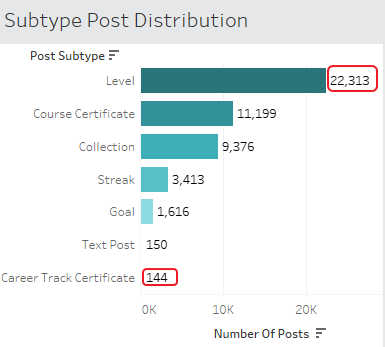 Subtype Post Distribution
Post Subtype
Level 22,313
Course Certificate 11,199
Collection 9,376
Streak 3,413
Goal 1,616
Text Post 150
Career Track Certificate 144
0K 10K 20K
Number Of Posts